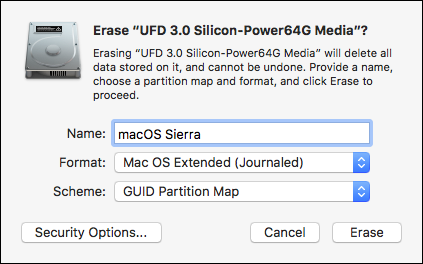 Erase “UFD 3.0 Silicon-Power64G Media”?
Erasing “UFD 3.0 Silicon-Power64G Media” will delete all
data stored on it, and cannot be undone. Provide a name,
choose a partition map and format, and click Erase to
proceed.
Name: macOS Sierra
Format: Mac OS Extended (Journaled)
Scheme: GUID Partition Map
Security Options... Cancel Erase